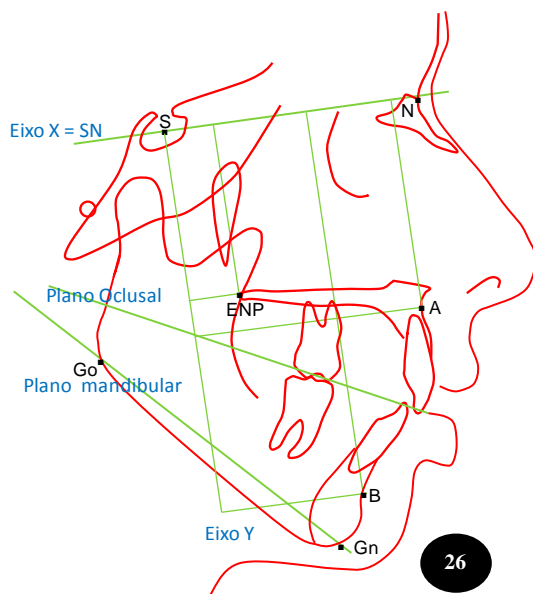 S
N
Eixo X = SN
Plano Oclusal
ENP
A
Go
Plano mandibular
B
Eixo Y
Gn
26